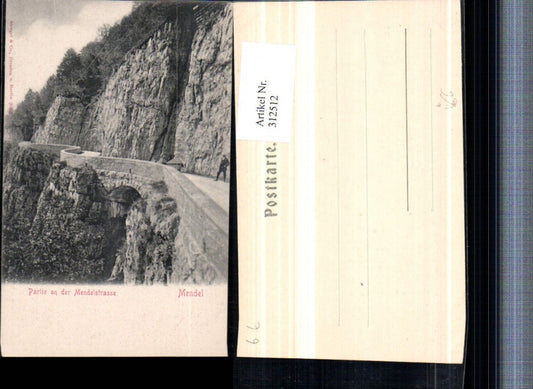 Partie an der Mendelstrasse
Mendel
Artikel Nr.
312512
Postkarte.